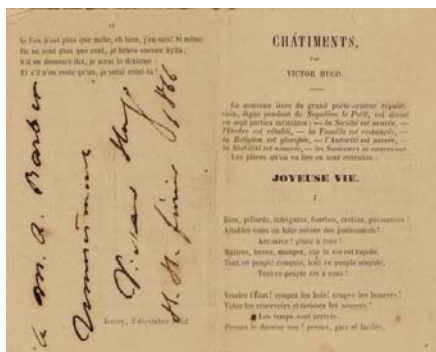 Si l'on n'est plus que mille, eh bien, j'en suis! Si même
Ils ne sont plus que cent, je brave encore Sylla;
S'il en demeure dix, je serai le dixième;
Et s'il n'en reste qu'un, je serai celui-là!
à M. A. Barbier
Victor Hugo
H. H. 1866
Jersey, 2 décembre
CHÂTIMENTS,
PAR
VICTOR HUGO.
Ce nouveau livre du grand poète-orateur républi-
cain, digne pendant de Napoléon le Petit, est divisé
en sept parties intitulées : — la Société est sauvée, —
l'Ordre est rétabli, — la Famille est restaurée, —
la Religion est glorifiée, — l'Autorité est sacrée, —
la Stabilité est assurée, — les Sauveurs se sauveront.
Les pièces qu'on va lire en sont extraites :
JOYEUSE VIE.
I
Bien, pillards, intrigants, fourbes, crétins, puissances!
Attablez-vous en hâte autour des jouissances!
Accourez! place à tous!
Maîtres, buvez, mangez, car la vie est rapide.
Tout ce peuple conquis, tout ce peuple stupide,
Tout ce peuple est à vous!
Vendez l'État! coupez les bois! coupez les bourses!
Videz les réservoirs et tarissez les sources!
Les temps sont arrivés.
Prenez le dernier sou! prenez, gais et faciles,